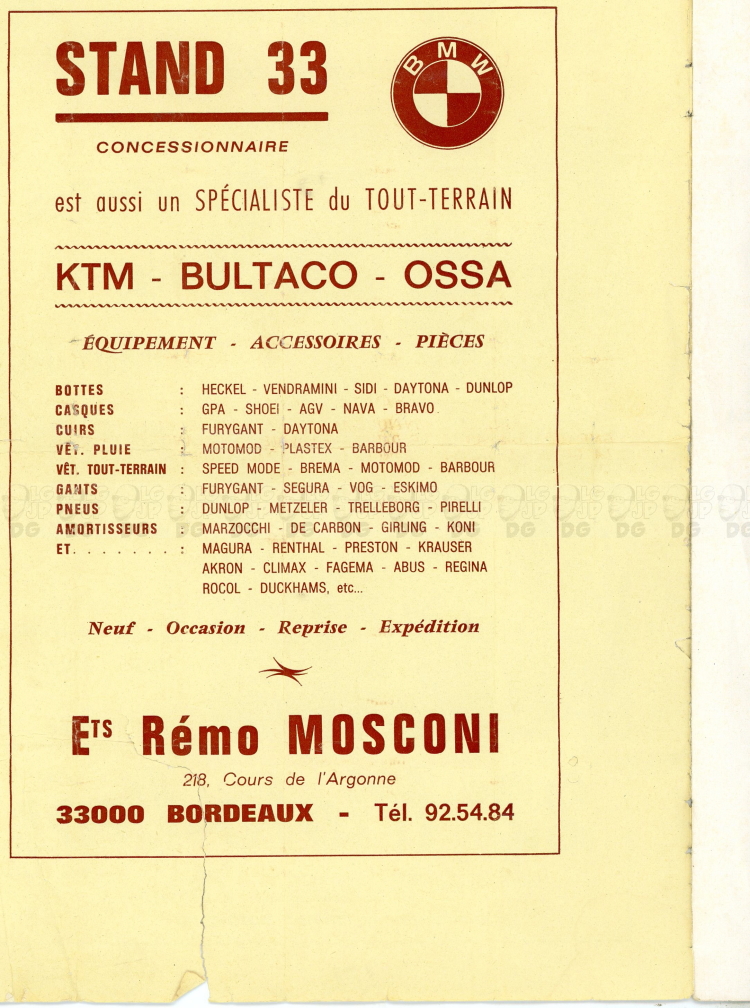 STAND 33
BMW
CONCESSIONNAIRE
est aussi un SPÉCIALISTE du TOUT-TERRAIN
KTM - BULTACO - OSSA
ÉQUIPEMENT - ACCESSOIRES - PIÈCES
BOTTES : HECKEL - VENDRAMINI - SIDI - DAYTONA - DUNLOP
CASQUES : GPA - SHOEI - AGV - NAVA - BRAVO
CUIRS : FURYGANT - DAYTONA
VÊT. PLUIE : MOTOMOD - PLASTEX - BARBOUR
VÊT. TOUT-TERRAIN : SPEED MODE - BREMA - MOTOMOD - BARBOUR
GANTS : FURYGANT - SEGURA - VOG - ESKIMO
PNEUS : DUNLOP - METZELER - TRELLEBORG - PIRELLI
AMORTISSEURS : MARZOCCHI - DE CARBON - GIRLING - KONI
ET. . . . . . . : MAGURA - RENTHAL - PRESTON - KRAUSER
AKRON - CLIMAX - FAGEMA - ABUS - REGINA
ROCOL - DUCKHAMS, etc...
Neuf - Occasion - Reprise - Expédition
ETS Rémo MOSCONI
218, Cours de l'Argonne
33000 BORDEAUX - Tél. 92.54.84